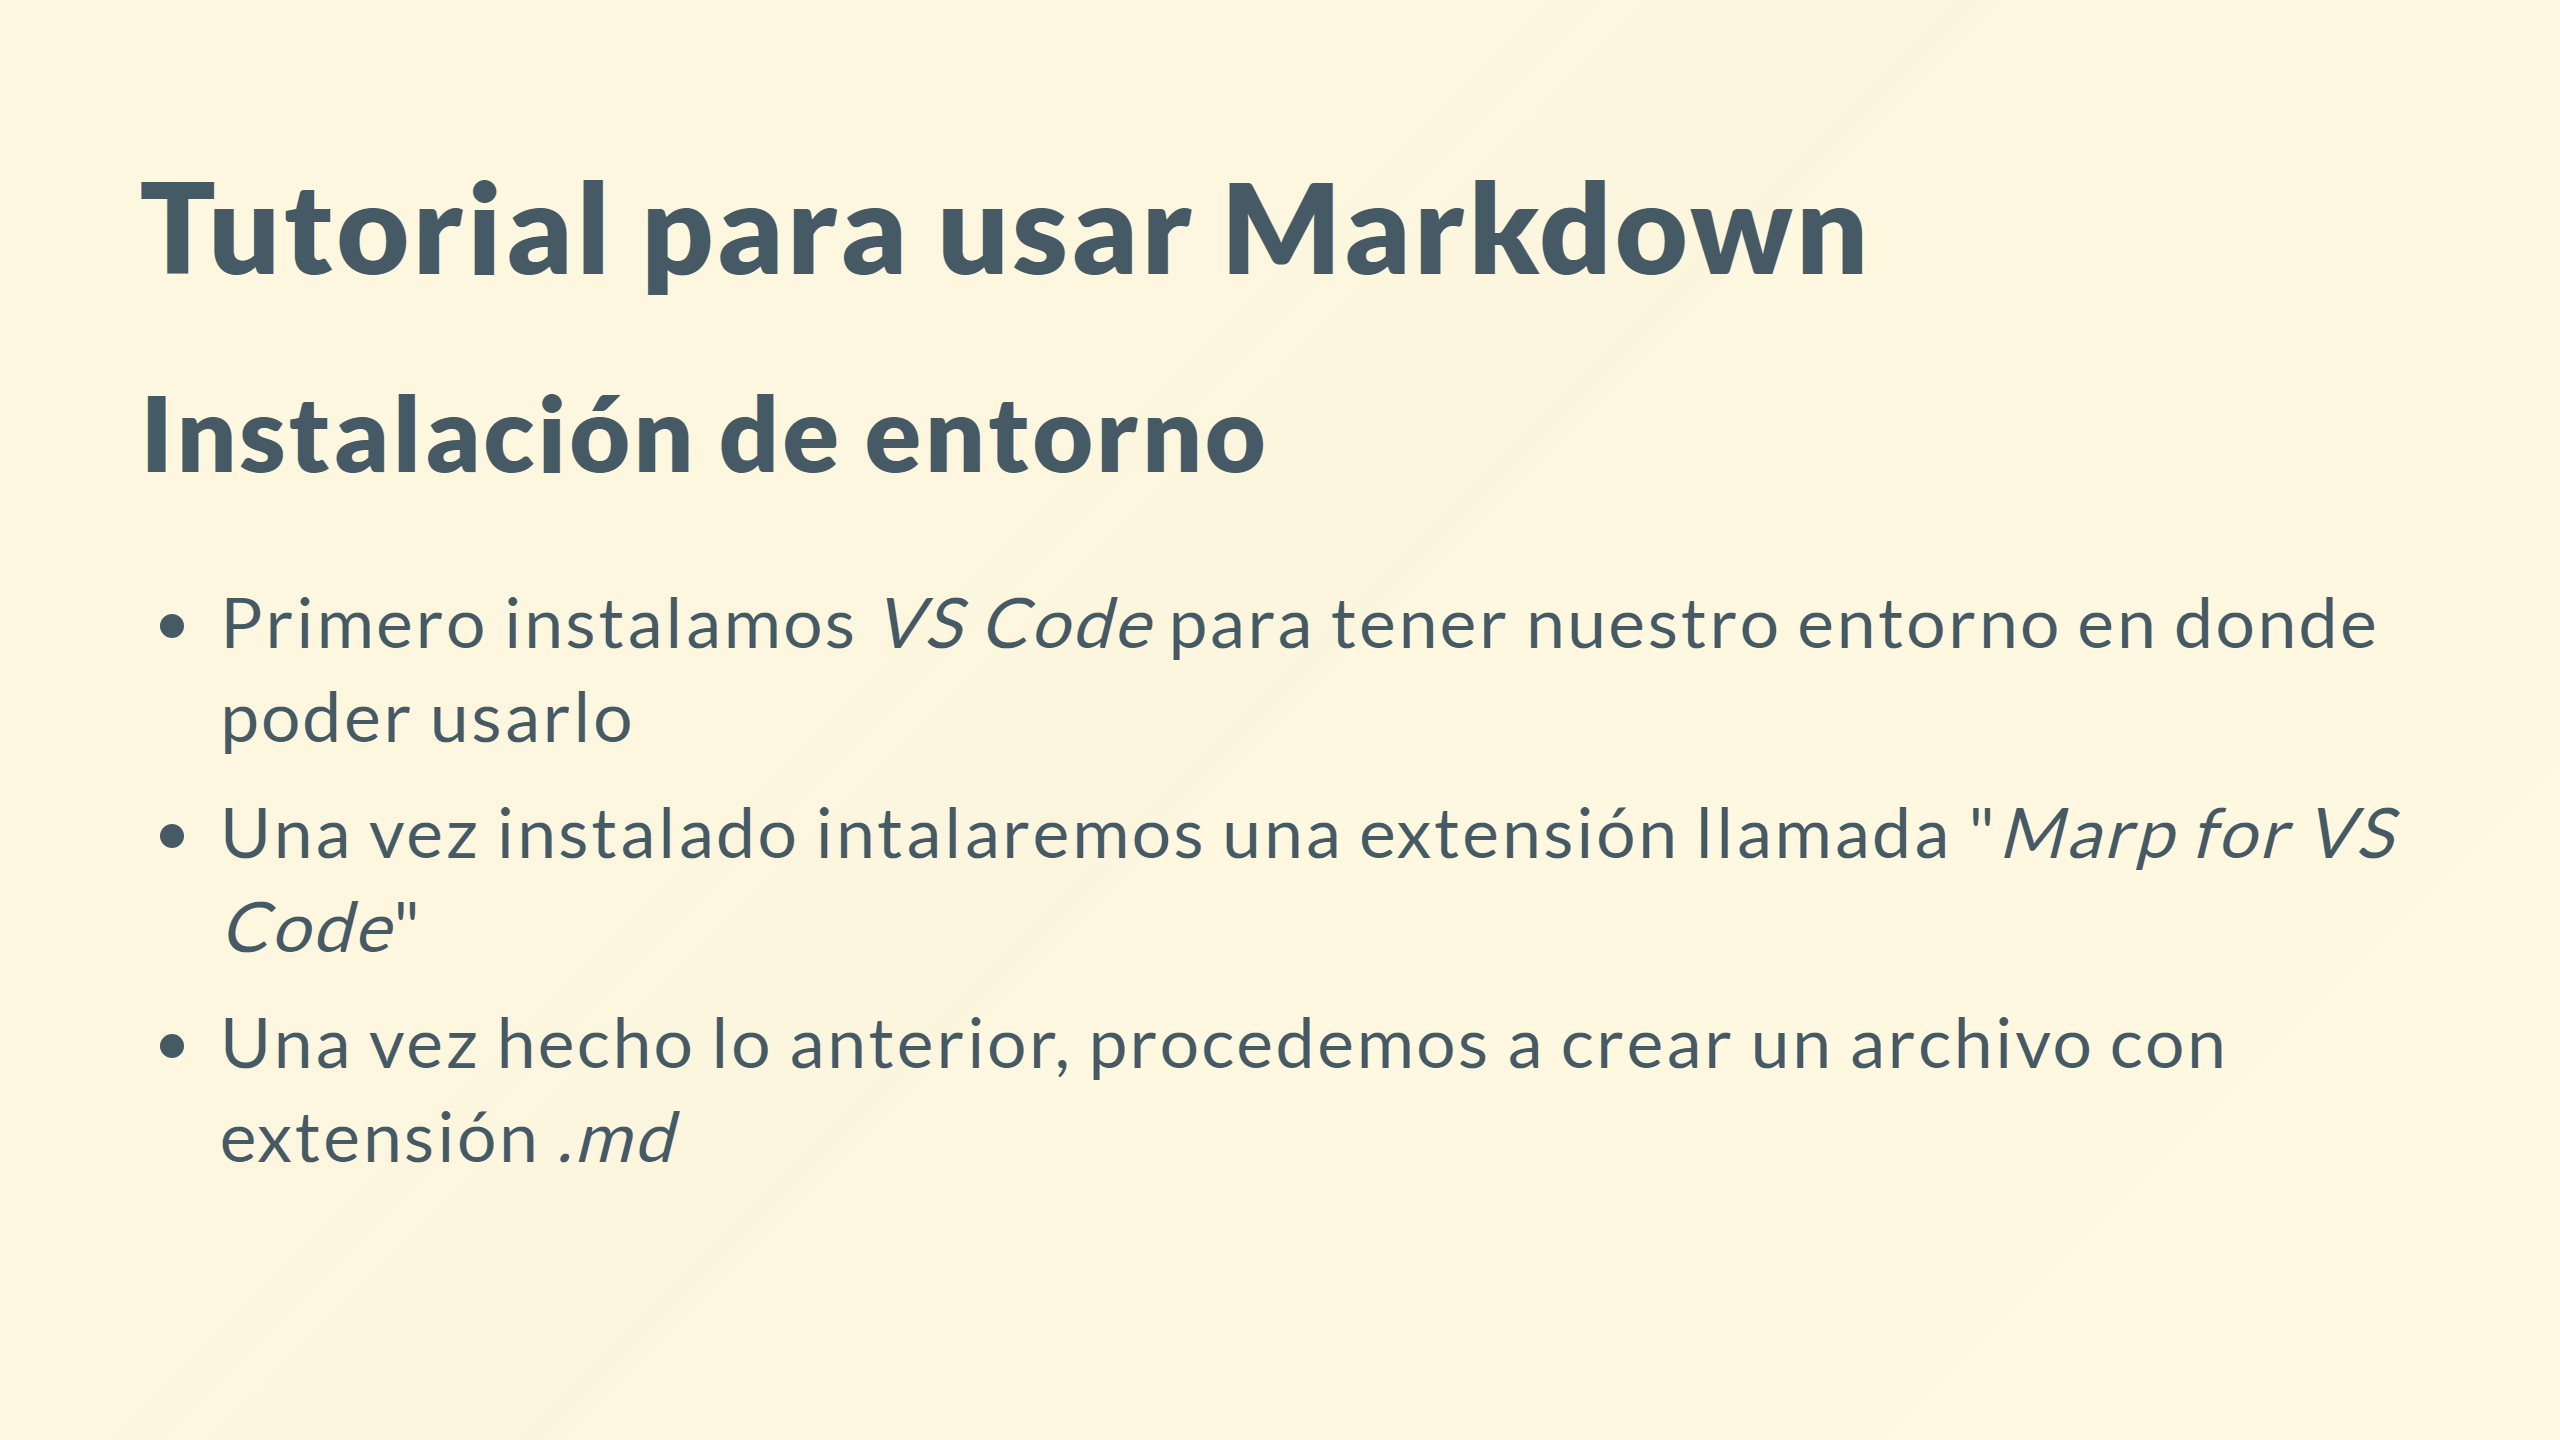 Tutorial para usar Markdown
Instalación de entorno
• Primero instalamos VS Code para tener nuestro entorno en donde
poder usarlo
• Una vez instalado intalaremos una extensión llamada "Marp for VS
Code"
• Una vez hecho lo anterior, procedemos a crear un archivo con
extensión .md